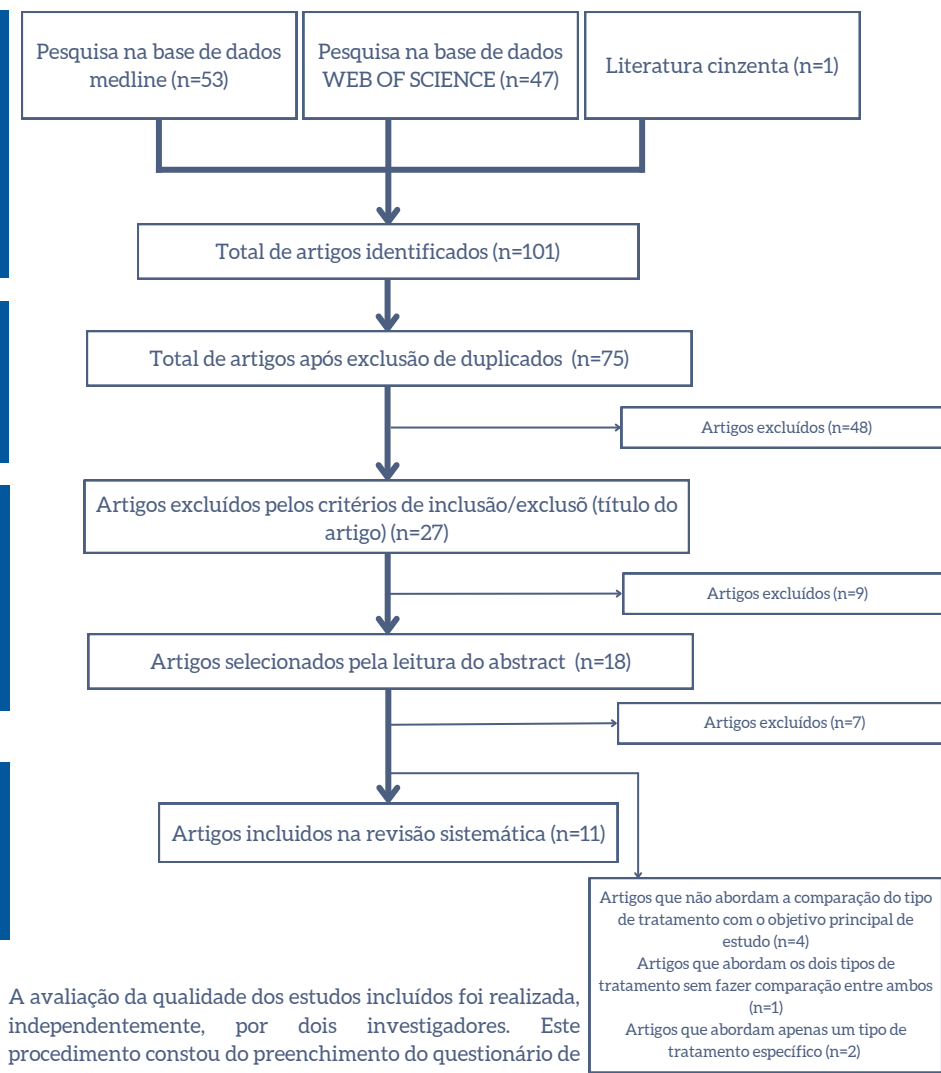 Pesquisa na base de dados
medline (n=53)
Pesquisa na base de dados
WEB OF SCIENCE (n=47)
Literatura cinzenta (n=1)
Total de artigos identificados (n=101)
Total de artigos após exclusão de duplicados (n=75)
Artigos excluídos (n=48)
Artigos excluídos pelos critérios de inclusão/exclusõ (título do
artigo) (n=27)
Artigos excluídos (n=9)
Artigos selecionados pela leitura do abstract (n=18)
Artigos excluídos (n=7)
Artigos incluidos na revisão sistemática (n=11)
Artigos que não abordam a comparação do tipo
de tratamento com o objetivo principal de
estudo (n=4)
Artigos que abordam os dois tipos de
tratamento sem fazer comparação entre ambos
(n=1)
Artigos que abordam apenas um tipo de
tratamento específico (n=2)
A avaliação da qualidade dos estudos incluídos foi realizada,
independentemente, por dois investigadores. Este
procedimento constou do preenchimento do questionário de